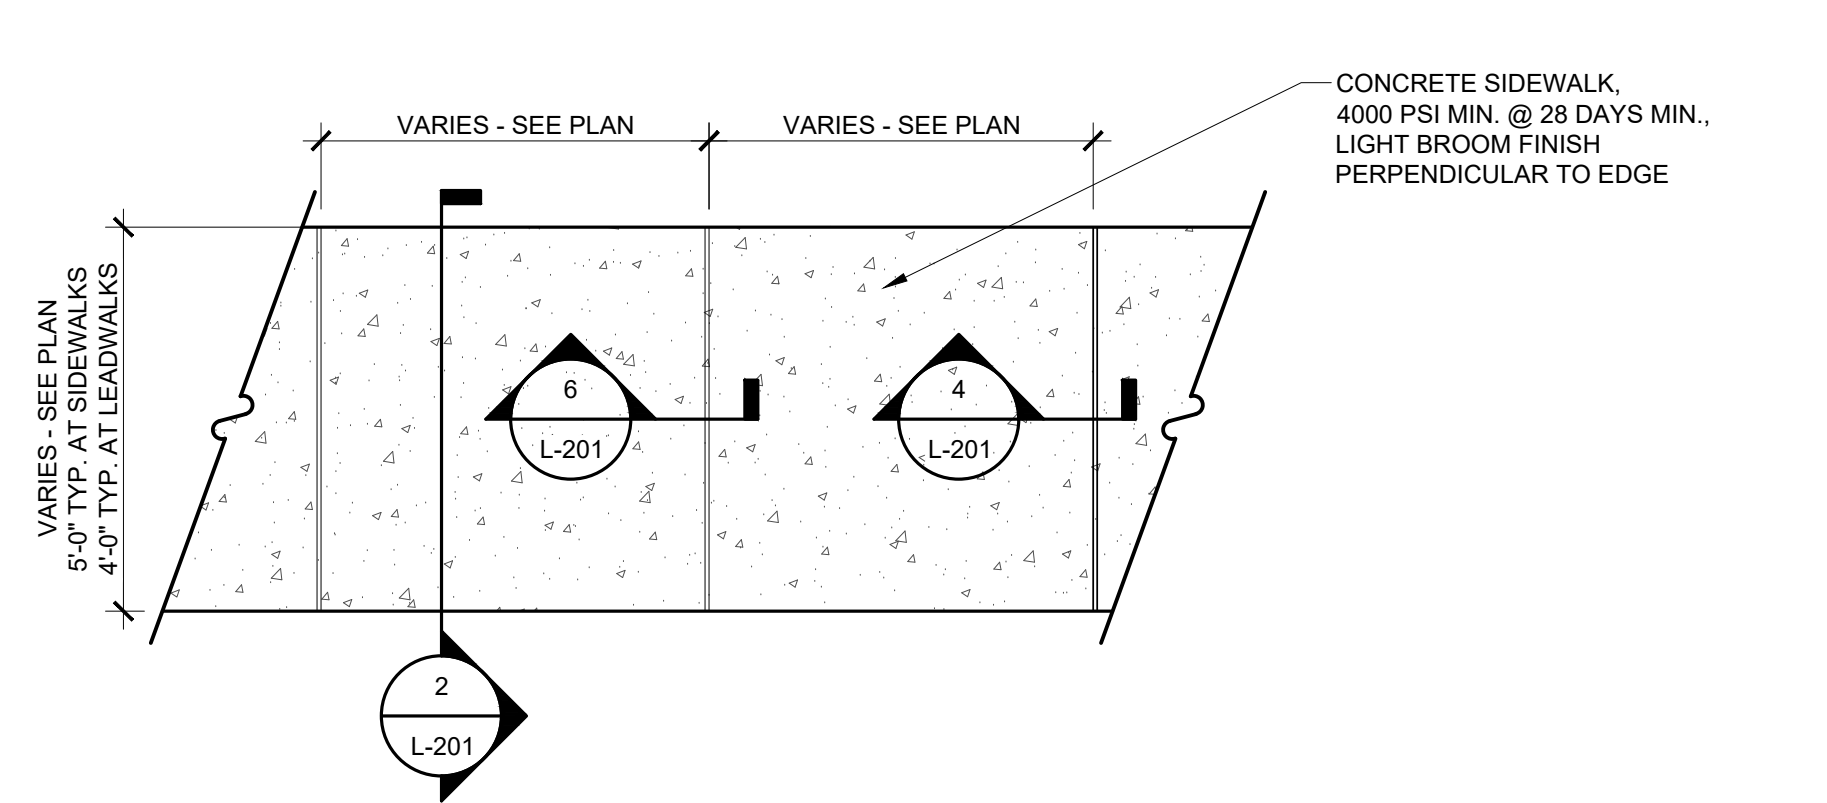 CONCRETE SIDEWALK,
4000 PSI MIN. @ 28 DAYS MIN.,
LIGHT BROOM FINISH
PERPENDICULAR TO EDGE
VARIES - SEE PLAN
VARIES - SEE PLAN
VARIES - SEE PLAN
5'-0" TYP. AT SIDEWALKS
4'-0" TYP. AT LEADWALKS
6
L-201
4
L-201
2
L-201